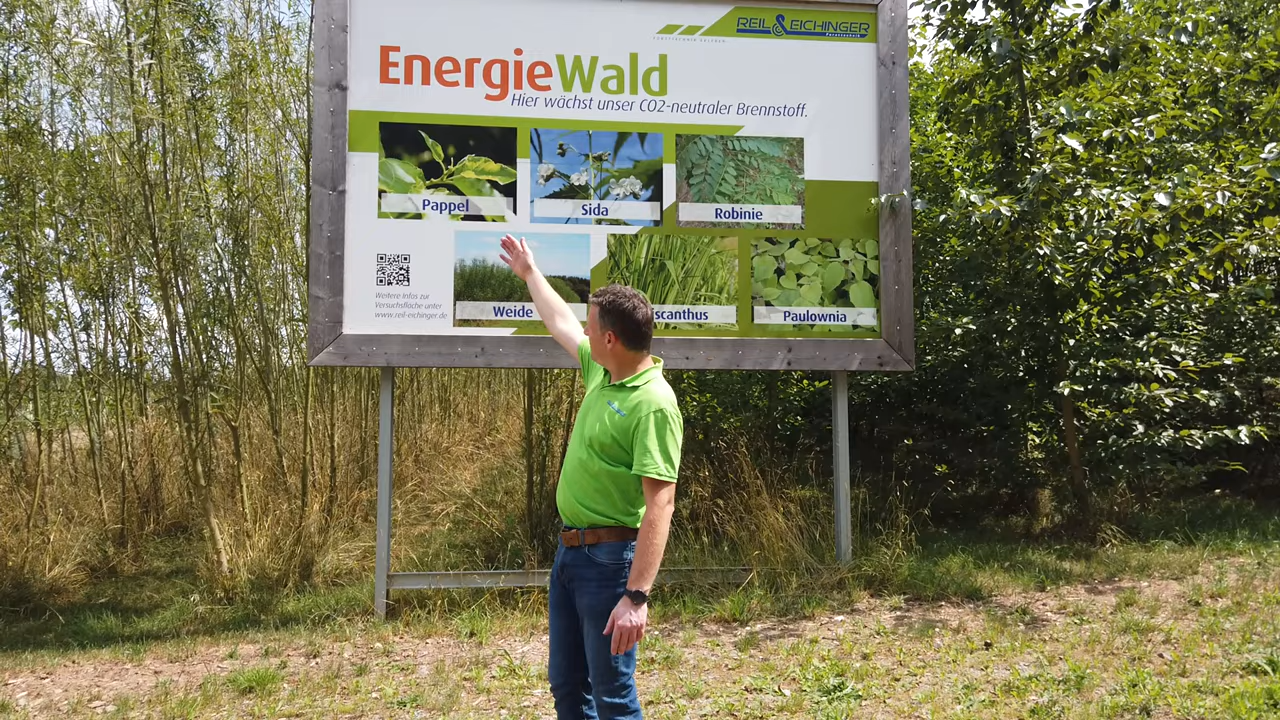 REIL & EICHINGER
Forsttechnik
EnergieWald
Hier wächst unser CO2-neutraler Brennstoff.
Pappel
Sida
Robinie
Weide
scanthus
Paulownia
Weitere Infos zur
Versuchsfläche unter
www.reil-eichinger.de